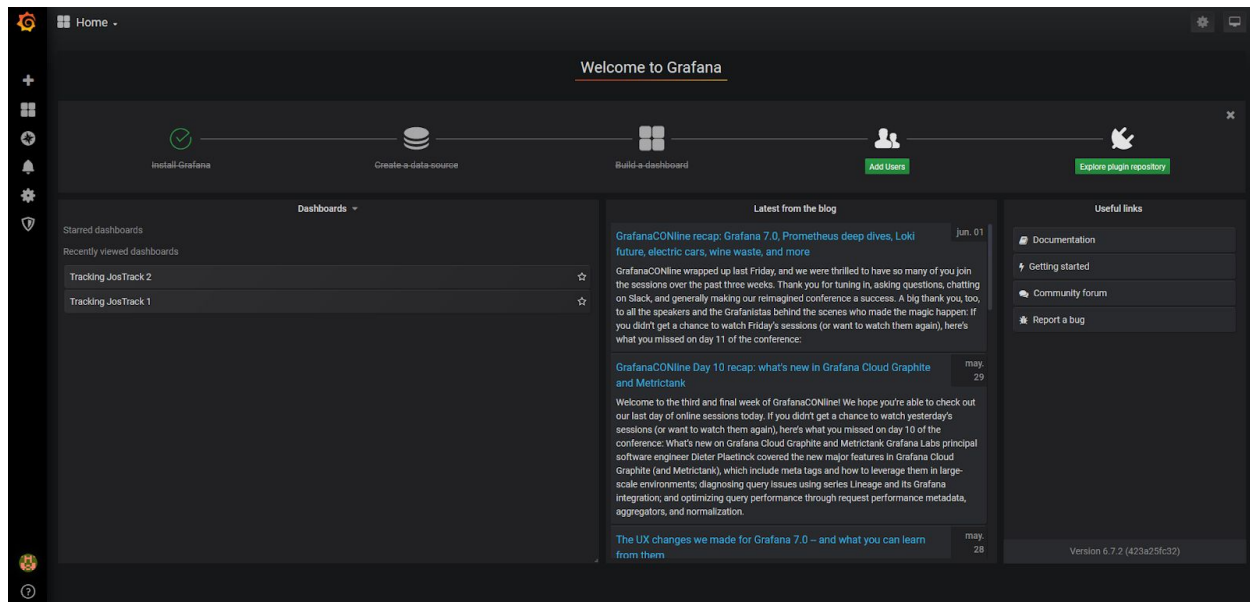 Home
Welcome to Grafana
Install Grafana
Create a data source
Build a dashboard
Add Users
Explore plugin repository
Dashboards
Starred dashboards
Recently viewed dashboards
Tracking JosTrack 2
Tracking JosTrack 1
Latest from the blog
GrafanaCONline recap: Grafana 7.0, Prometheus deep dives, Loki
future, electric cars, wine waste, and more
jun. 01
GrafanaCONline wrapped up last Friday, and we were thrilled to have so many of you join
the sessions over the past three weeks. Thank you for tuning in, asking questions, chatting
on Slack, and generally making our reimagined conference a success. A big thank you, too,
to all the speakers and the Grafanistas behind the scenes who made the magic happen: If
you didn't get a chance to watch Friday's sessions (or want to watch them again), here's
what you missed on day 11 of the conference:
GrafanaCONline Day 10 recap: what's new in Grafana Cloud Graphite
and Metrictank
may.
29
Welcome to the third and final week of GrafanaCONline! We hope you're able to check out
our last day of online sessions today. If you didn't get a chance to watch yesterday's
sessions (or want to watch them again), here's what you missed on day 10 of the
conference: What's new on Grafana Cloud Graphite and Metrictank Grafana Labs principal
software engineer Dieter Plaetinck covered the new major features in Grafana Cloud
Graphite (and Metrictank), which include meta tags and how to leverage them in large-
scale environments; diagnosing query issues using series Lineage and its Grafana
integration; and optimizing query performance through request performance metadata,
aggregators, and normalization.
The UX changes we made for Grafana 7.0 – and what you can learn
from them
may.
28
Useful links
Documentation
Getting started
Community forum
Report a bug
Version 6.7.2 (423a25fc32)